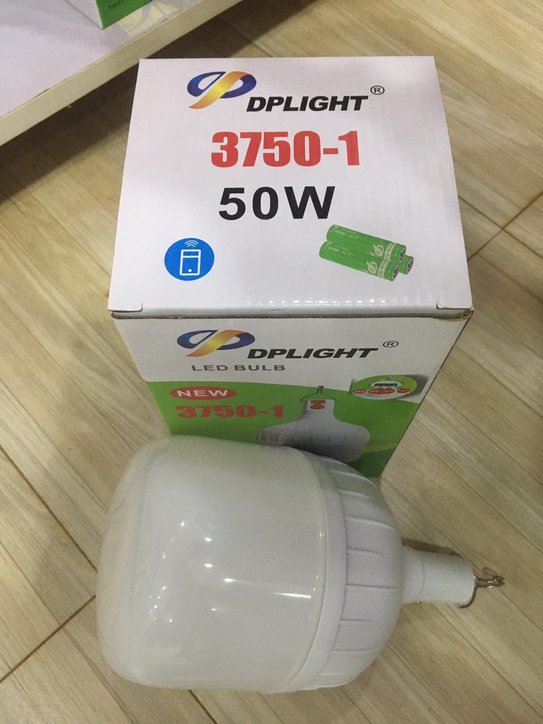 DPLIGHT®
3750-1
50W
DPLIGHT®
LED BULB
NEW
3750-1